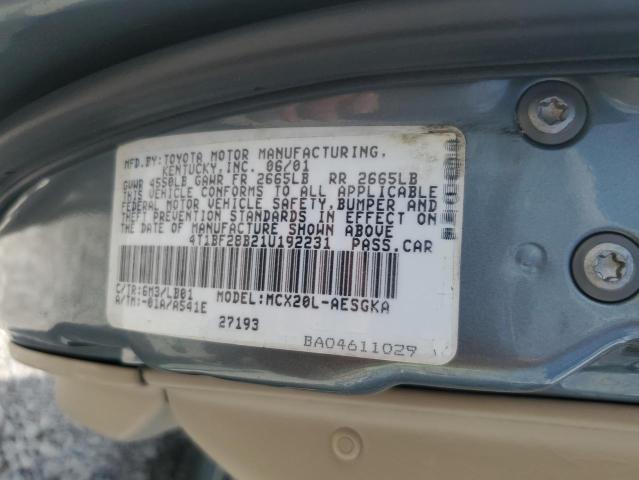 MFD.BY:TOYOTA MOTOR MANUFACTURING,
KENTUCKY,INC. 06/01
GVWR 4550LB GAWR FR 2665LB RR 2665LB
THIS VEHICLE CONFORMS TO ALL APPLICABLE
FEDERAL MOTOR VEHICLE SAFETY,BUMPER AND
THEFT PREVENTION STANDARDS IN EFFECT ON
THE DATE OF MANUFACTURE SHOWN ABOVE
4T1BF28B21U192231 PASS.CAR
C/TR:6M3/LB01 MODEL:MCX20L-AESGKA
A/TM:-01A/A541E
27193
BA04611029